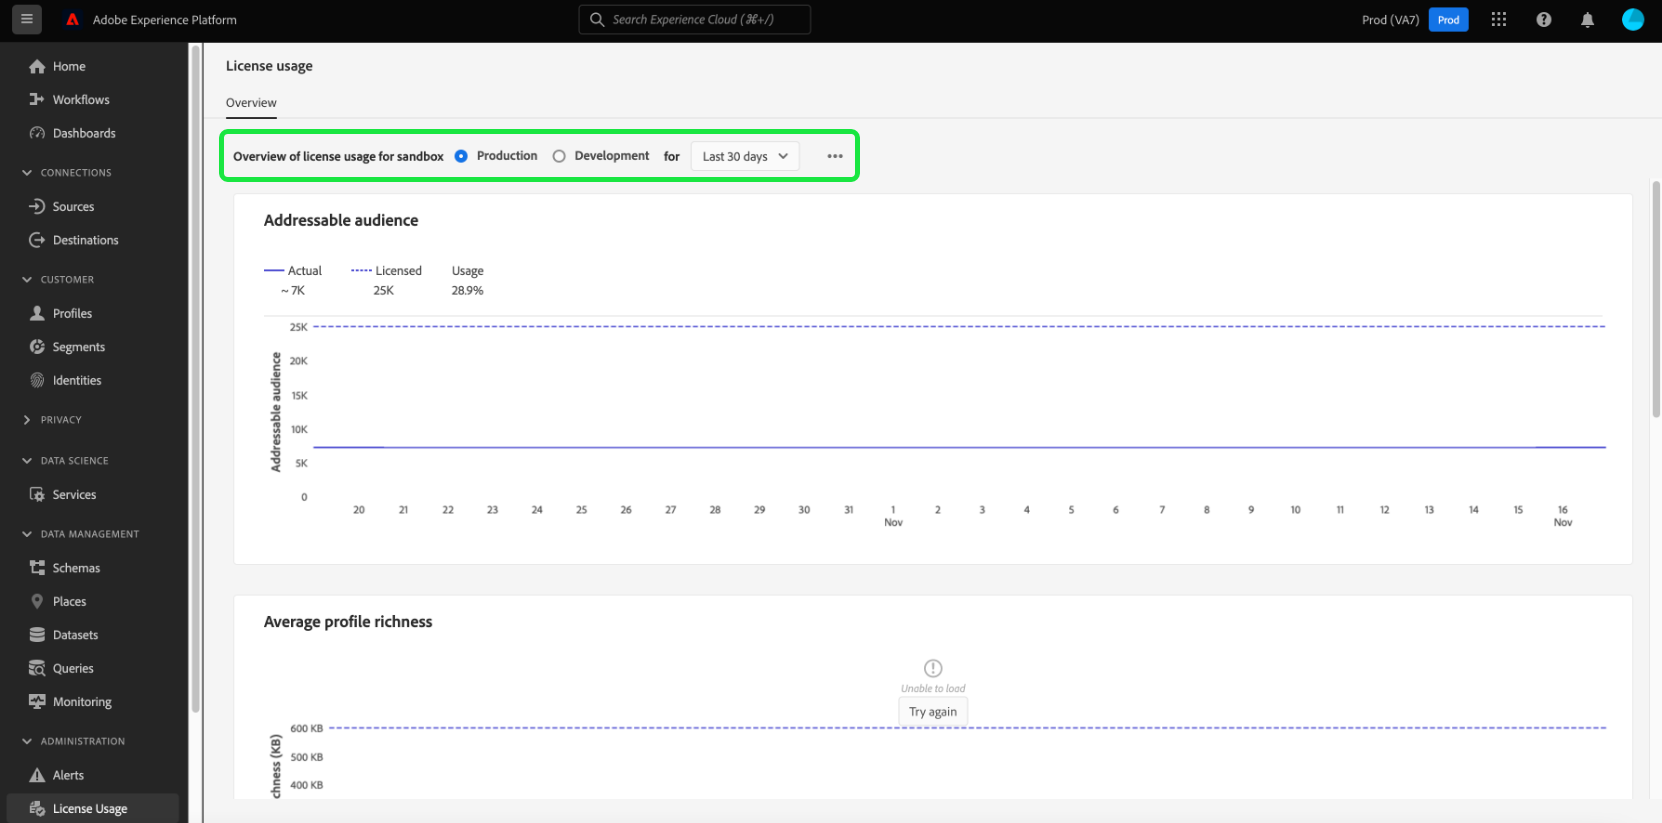 Adobe Experience Platform
Search Experience Cloud (⌘+/)
Prod (VA7) Prod
Home
Workflows
Dashboards
CONNECTIONS
Sources
Destinations
CUSTOMER
Profiles
Segments
Identities
PRIVACY
DATA SCIENCE
Services
DATA MANAGEMENT
Schemas
Places
Datasets
Queries
Monitoring
ADMINISTRATION
Alerts
License Usage
License usage
Overview
Overview of license usage for sandbox Production Development for Last 30 days
Addressable audience
Actual Licensed Usage
~ 7K 25K 28.9%
Addressable audience
25K
20K
15K
10K
5K
0
20 21 22 23 24 25 26 27 28 29 30 31 1 2 3 4 5 6 7 8 9 10 11 12 13 14 15 16
Nov Nov
Average profile richness
Unable to load
Try again
(KB)
600 KB
500 KB
400 KB